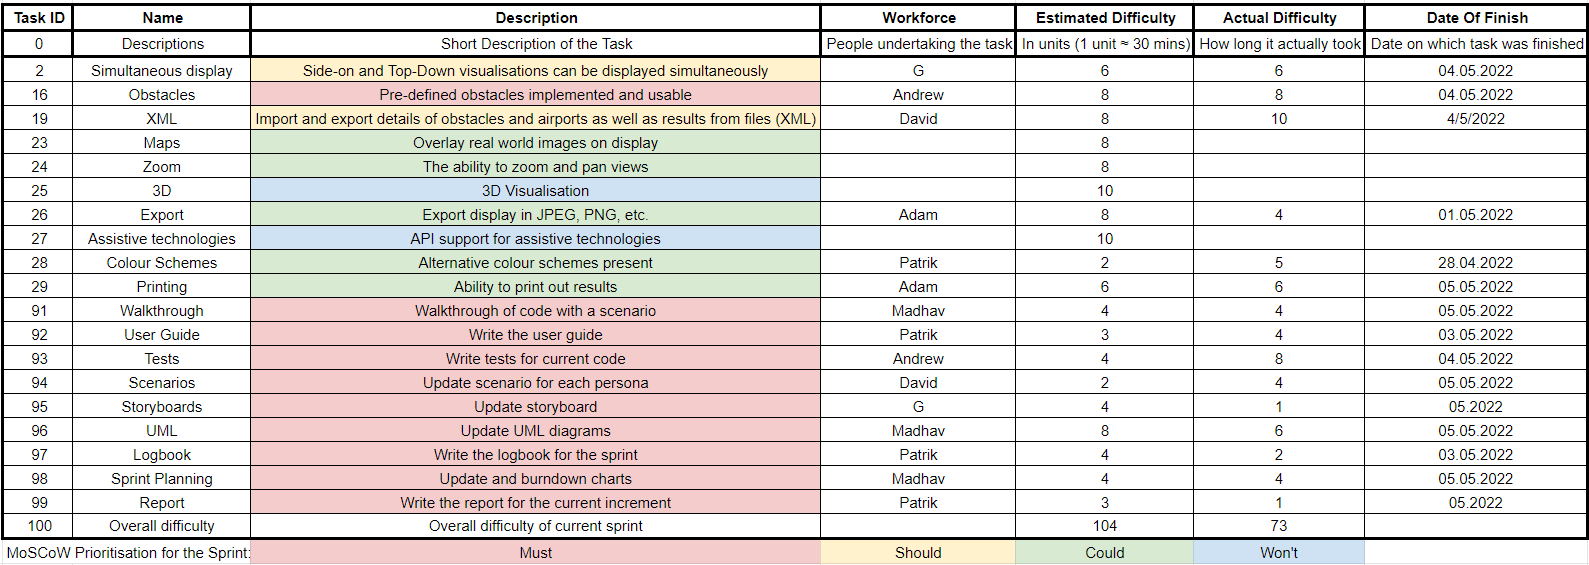 Task ID Name Description Workforce Estimated Difficulty Actual Difficulty Date Of Finish
0 Descriptions Short Description of the Task People undertaking the task In units (1 unit ≈ 30 mins) How long it actually took Date on which task was finished
2 Simultaneous display Side-on and Top-Down visualisations can be displayed simultaneously G 6 6 04.05.2022
16 Obstacles Pre-defined obstacles implemented and usable Andrew 8 8 04.05.2022
19 XML Import and export details of obstacles and airports as well as results from files (XML) David 8 10 4/5/2022
23 Maps Overlay real world images on display 8
24 Zoom The ability to zoom and pan views 8
25 3D 3D Visualisation 10
26 Export Export display in JPEG, PNG, etc. Adam 8 4 01.05.2022
27 Assistive technologies API support for assistive technologies 10
28 Colour Schemes Alternative colour schemes present Patrik 2 5 28.04.2022
29 Printing Ability to print out results Adam 6 6 05.05.2022
91 Walkthrough Walkthrough of code with a scenario Madhav 4 4 05.05.2022
92 User Guide Write the user guide Patrik 3 4 03.05.2022
93 Tests Write tests for current code Andrew 4 8 04.05.2022
94 Scenarios Update scenario for each persona David 2 4 05.05.2022
95 Storyboards Update storyboard G 4 1 05.2022
96 UML Update UML diagrams Madhav 8 6 05.05.2022
97 Logbook Write the logbook for the sprint Patrik 4 2 03.05.2022
98 Sprint Planning Update and burndown charts Madhav 4 4 05.05.2022
99 Report Write the report for the current increment Patrik 3 1 05.2022
100 Overall difficulty Overall difficulty of current sprint 104 73
MoSCoW Prioritisation for the Sprint: Must Should Could Won't